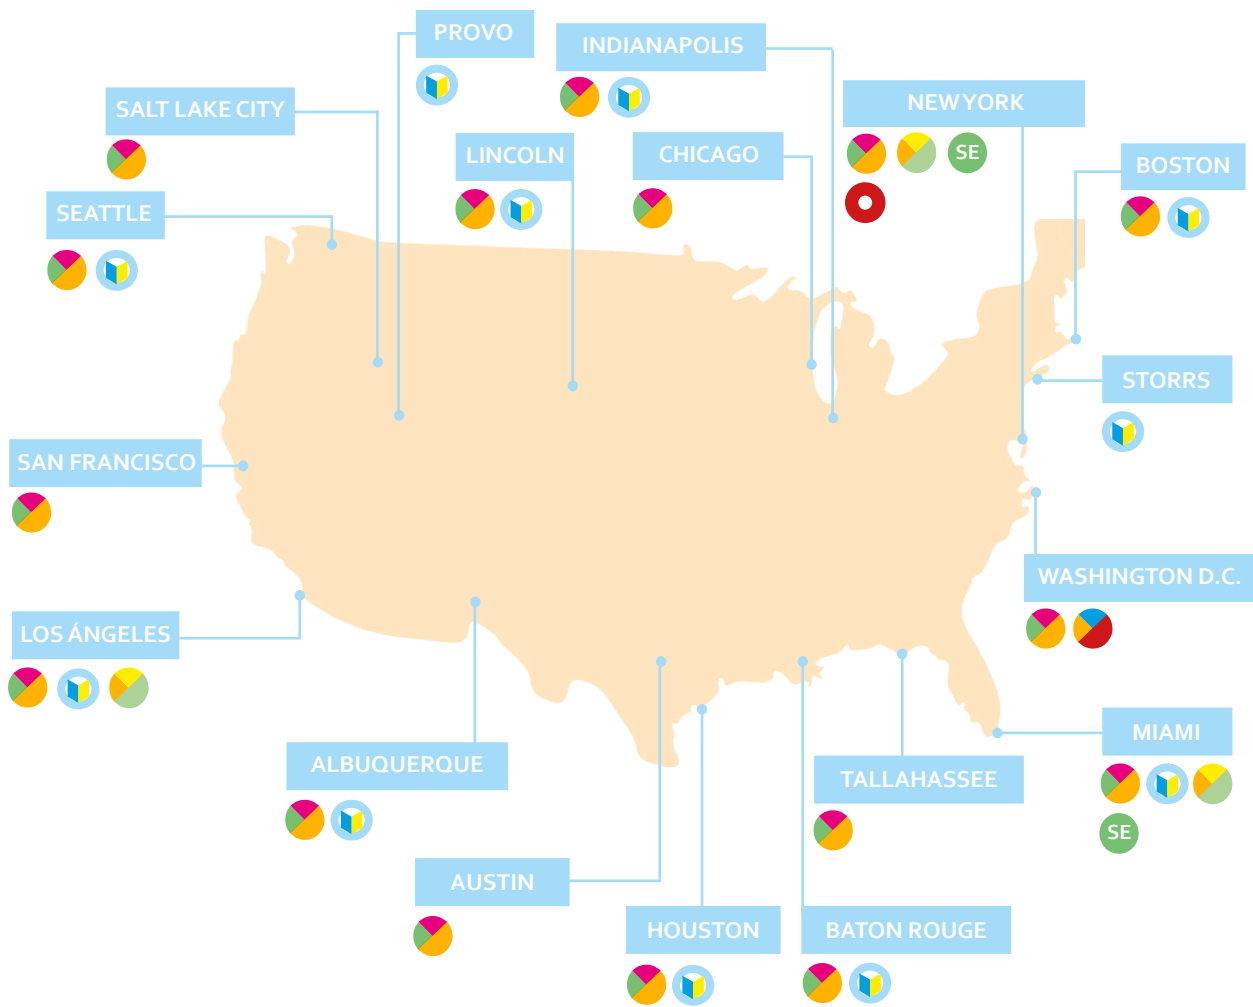 PROVO
INDIANAPOLIS
SALT LAKE CITY
NEW YORK
SE
LINCOLN
CHICAGO
BOSTON
SEATTLE
STORRS
SAN FRANCISCO
WASHINGTON D.C.
LOS ÁNGELES
MIAMI
SE
ALBUQUERQUE
TALLAHASSEE
AUSTIN
HOUSTON
BATON ROUGE